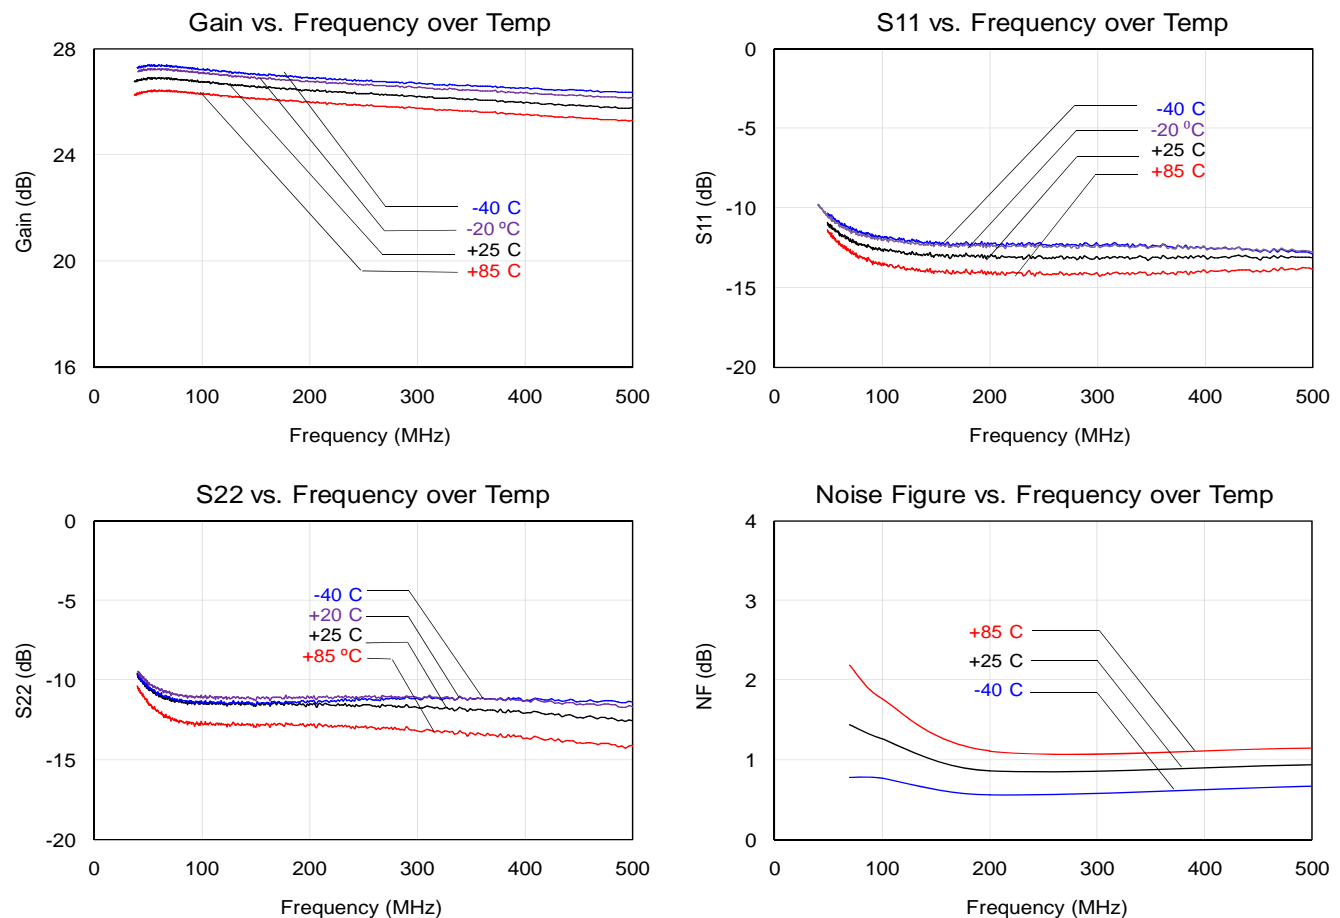 Gain vs. Frequency over Temp
28
24
20
16
Gain (dB)
-40 C
-20 ºC
+25 C
+85 C
0 100 200 300 400 500
Frequency (MHz)
S11 vs. Frequency over Temp
0
-5
-10
-15
-20
S11 (dB)
-40 C
-20 ºC
+25 C
+85 C
0 100 200 300 400 500
Frequency (MHz)
S22 vs. Frequency over Temp
0
-5
-10
-15
-20
S22 (dB)
-40 C
+20 C
+25 C
+85 ºC
0 100 200 300 400 500
Frequency (MHz)
Noise Figure vs. Frequency over Temp
4
3
2
1
0
NF (dB)
+85 C
+25 C
-40 C
0 100 200 300 400 500
Frequency (MHz)